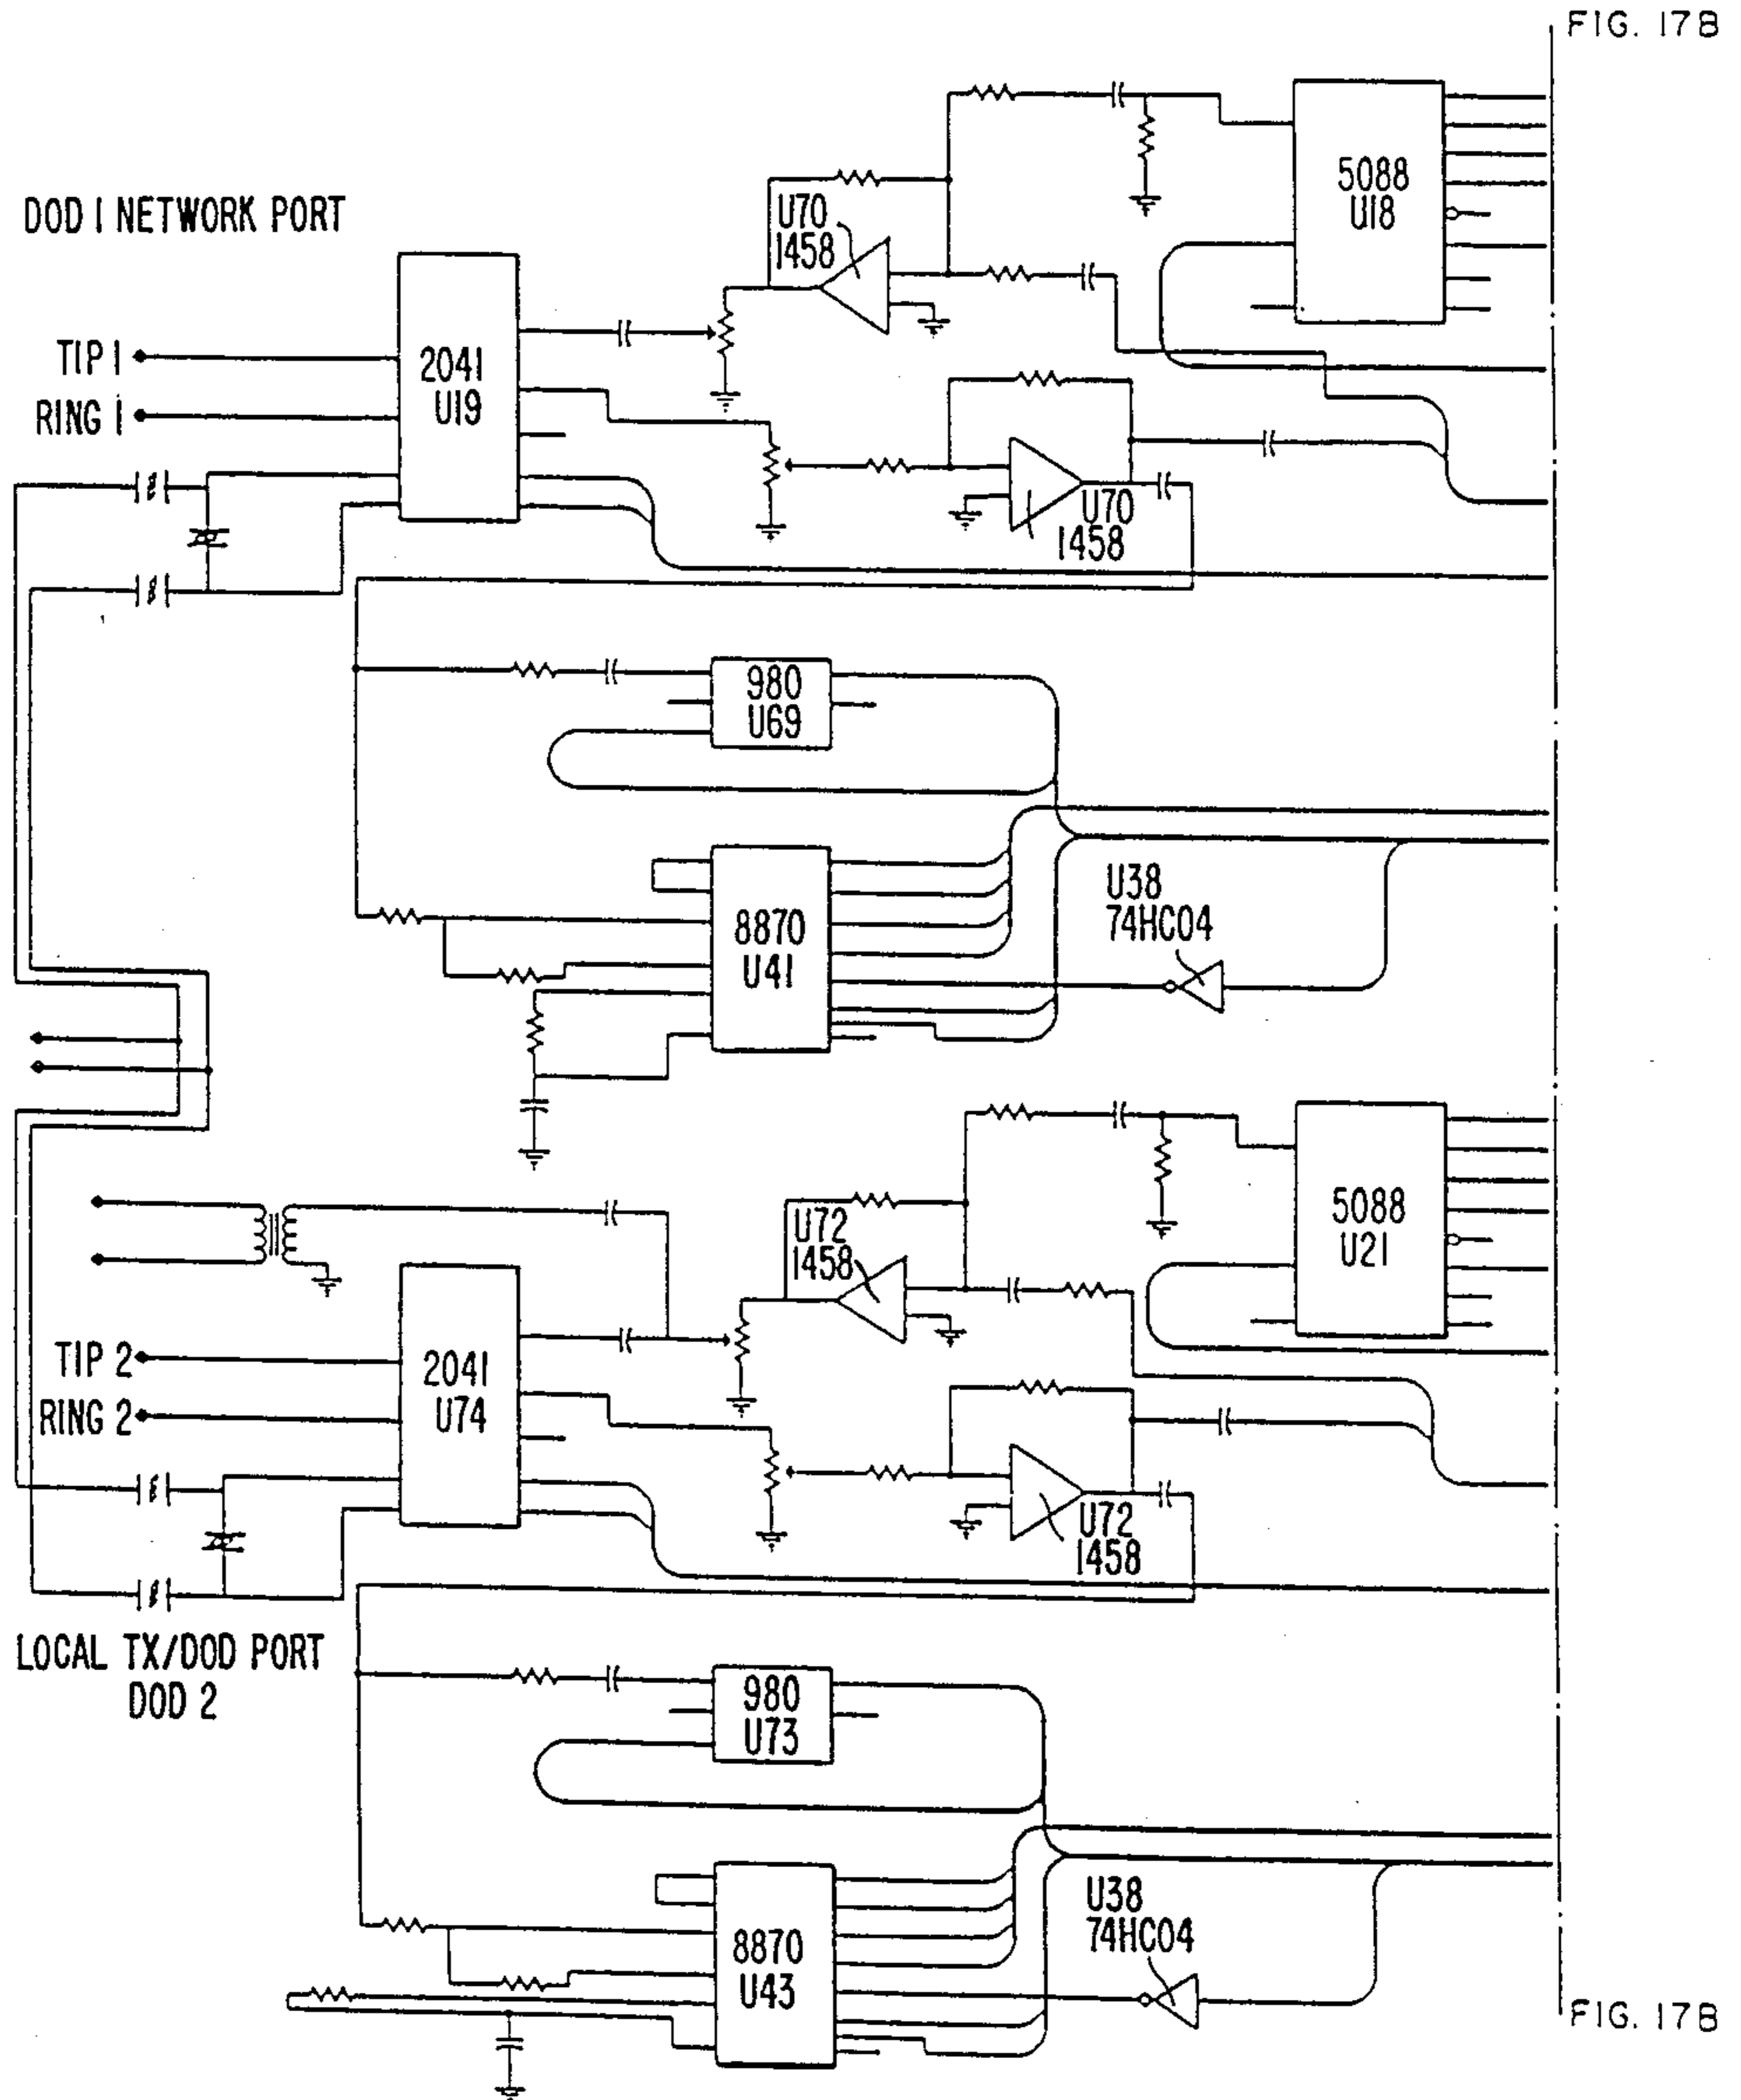 FIG. 17B
5088
U18
DOD 1 NETWORK PORT
U70
1458
TIP 1
2041
U19
RING 1
U70
1458
980
U69
U38
74HC04
8870
U41
5088
U21
U72
1458
TIP 2
2041
U74
RING 2
U72
1458
LOCAL TX/DOD PORT
DOD 2
980
U73
U38
74HC04
8870
U43
FIG. 17B